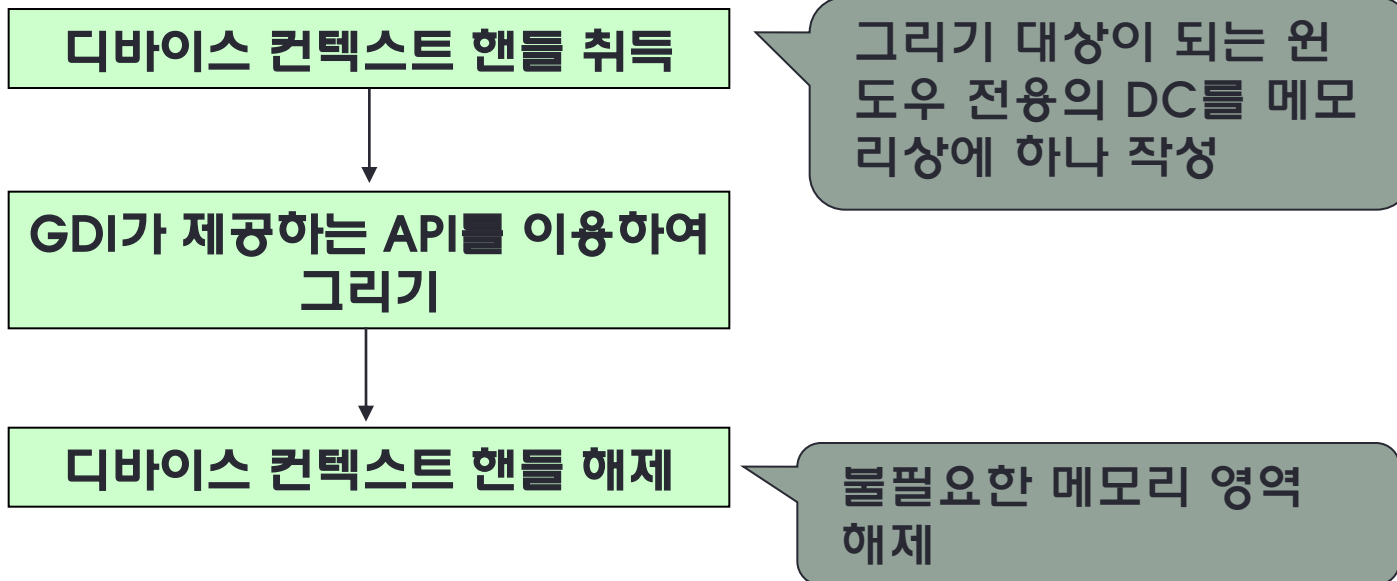 디바이스 컨텍스트 핸들 취득
그리기 대상이 되는 윈
도우 전용의 DC를 메모
리상에 하나 작성
GDI가 제공하는 API를 이용하여
그리기
디바이스 컨텍스트 핸들 해제
불필요한 메모리 영역
해제